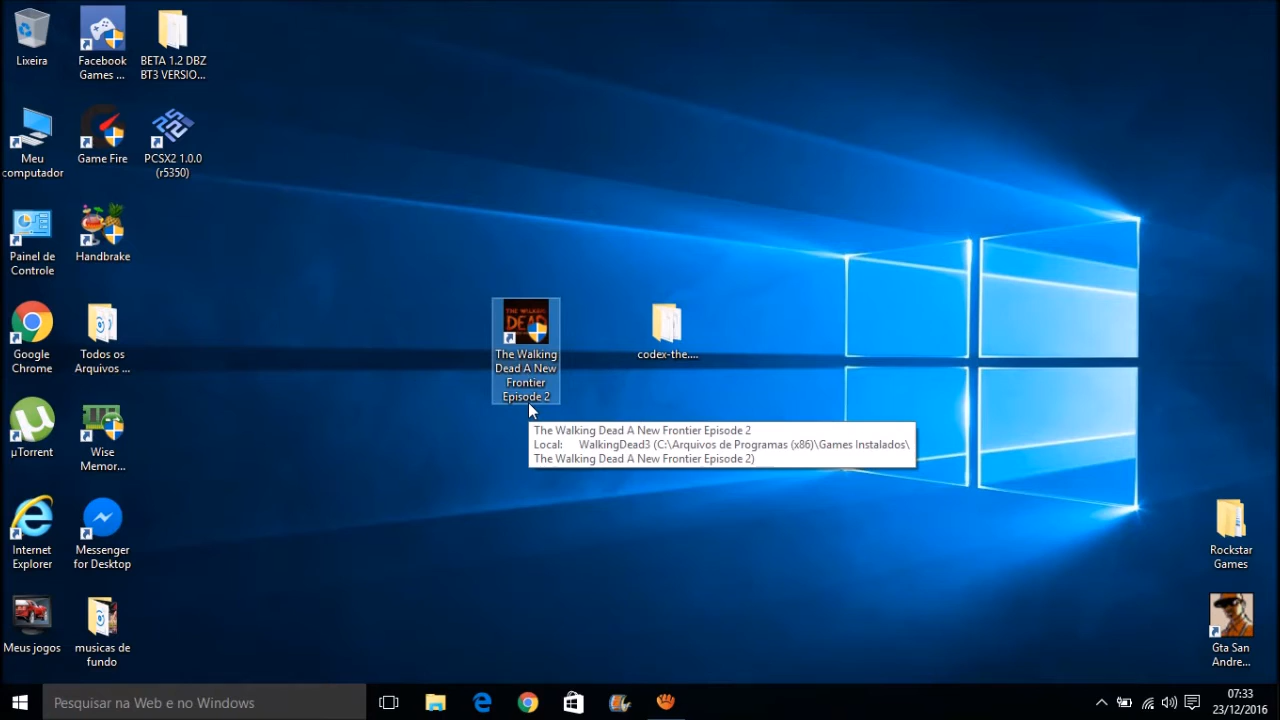 Lixeira
Facebook
Games ...
BETA 1.2 DBZ
BT3 VERSIO...
Meu
computador
Game Fire
PCSX2 1.0.0
(r5350)
Painel de
Controle
Handbrake
Google
Chrome
Todos os
Arquivos ...
THE WALKING
DEAD
The Walking
Dead A New
Frontier
Episode 2
codex-the....
The Walking Dead A New Frontier Episode 2
Local: WalkingDead3 (C:\Arquivos de Programas (x86)\Games Instalados\
The Walking Dead A New Frontier Episode 2)
µTorrent
Wise
Memor...
Internet
Explorer
Messenger
for Desktop
Rockstar
Games
Meus jogos
musicas de
fundo
Gta San
Andre...
Pesquisar na Web e no Windows
07:33
23/12/2016